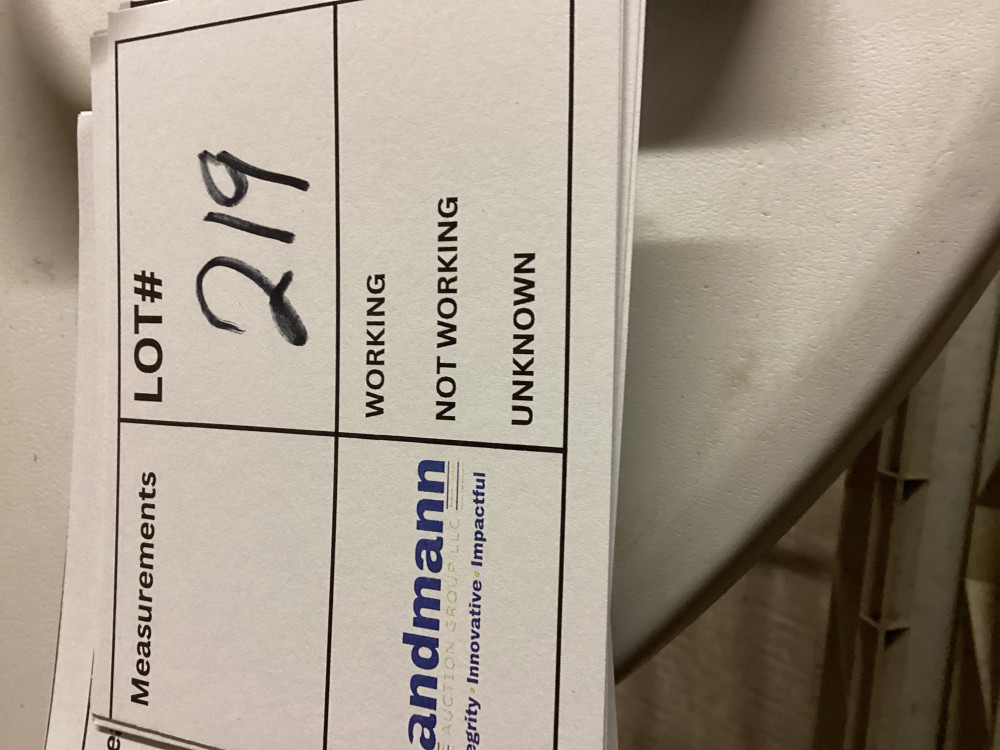 LOT#
219
Measurements
WORKING
NOT WORKING
UNKNOWN
andmann
AUCTION GROUP LLC
egrity • Innovative • Impactful